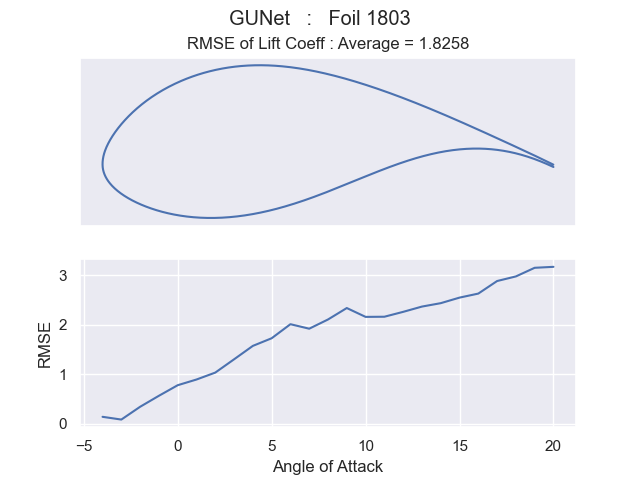 GUNet   :   Foil 1803
RMSE of Lift Coeff : Average = 1.8258
3
2
1
0
RMSE
−5 0 5 10 15 20
Angle of Attack